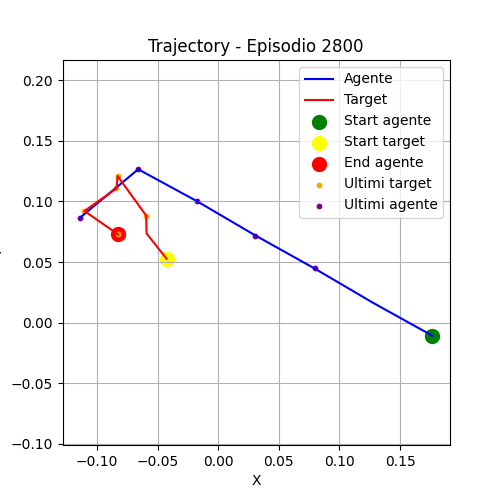 Trajectory - Episodio 2800
Agente
Target
Start agente
Start target
End agente
Ultimi target
Ultimi agente
0.20
0.15
0.10
0.05
0.00
−0.05
−0.10
−0.10
−0.05
0.00
0.05
0.10
0.15
X